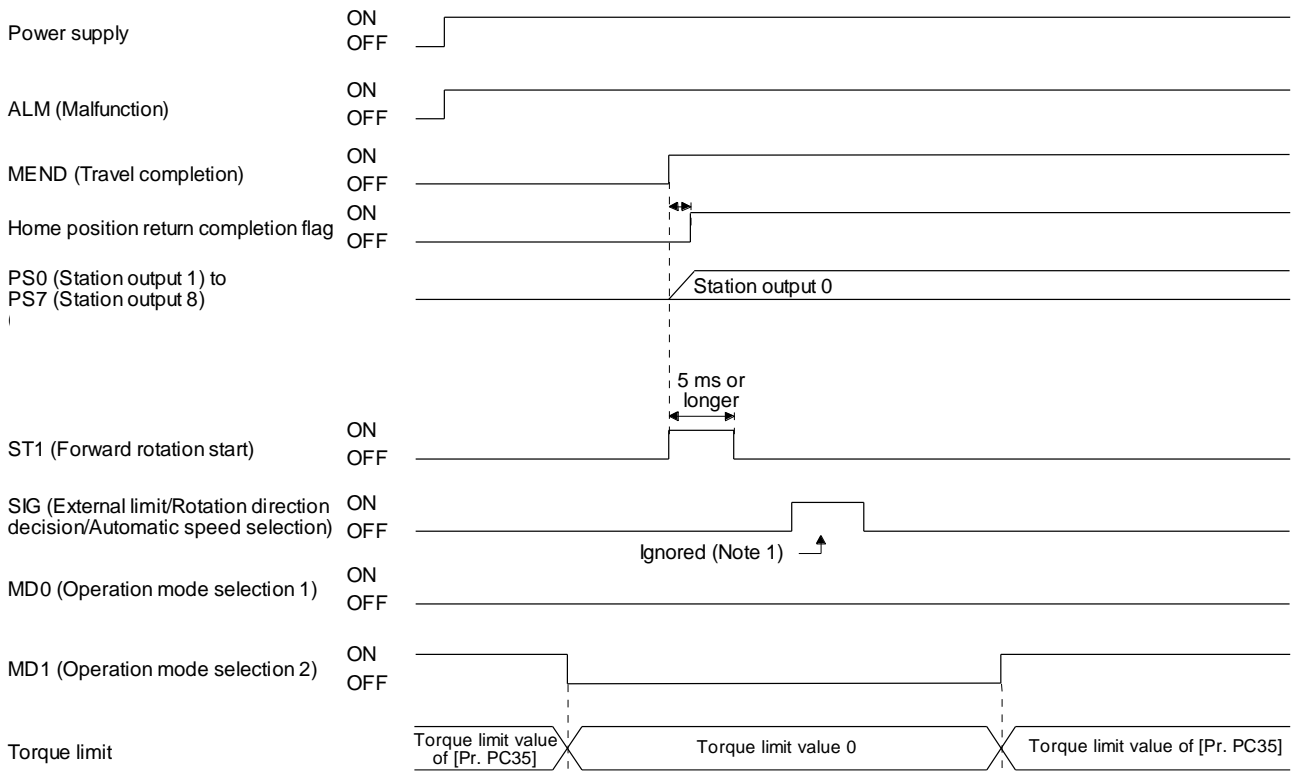 Power supply
ON
OFF
ALM (Malfunction)
ON
OFF
MEND (Travel completion)
ON
OFF
Home position return completion flag
ON
OFF
PS0 (Station output 1) to
PS7 (Station output 8)
(
Station output 0
5 ms or
longer
ST1 (Forward rotation start)
ON
OFF
SIG (External limit/Rotation direction
decision/Automatic speed selection)
ON
OFF
Ignored (Note 1)
MD0 (Operation mode selection 1)
ON
OFF
MD1 (Operation mode selection 2)
ON
OFF
Torque limit
Torque limit value
of [Pr. PC35]
Torque limit value 0
Torque limit value of [Pr. PC35]